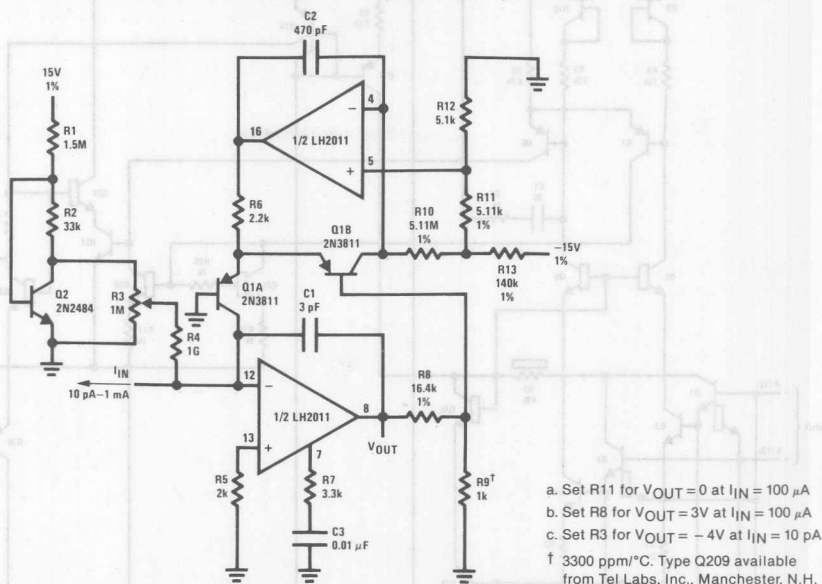 C2
470 pF
15V
1%
R1
1.5M
R2
33k
Q2
2N2484
R3
1M
R4
1G
I_IN
10 pA–1 mA
16
1/2 LH2011
−
4
+
5
R12
5.1k
R11
5.11k
1%
R10
5.11M
1%
−15V
1%
R13
140k
1%
R6
2.2k
Q1B
2N3811
Q1A
2N3811
C1
3 pF
12
−
1/2 LH2011
8
13
+
7
R8
16.4k
1%
V_OUT
R5
2k
R7
3.3k
C3
0.01 μF
R9†
1k
a. Set R11 for V_OUT = 0 at I_IN = 100 μA
b. Set R8 for V_OUT = 3V at I_IN = 100 μA
c. Set R3 for V_OUT = −4V at I_IN = 10 pA
† 3300 ppm/°C. Type Q209 available
from Tel Labs, Inc., Manchester, N.H.